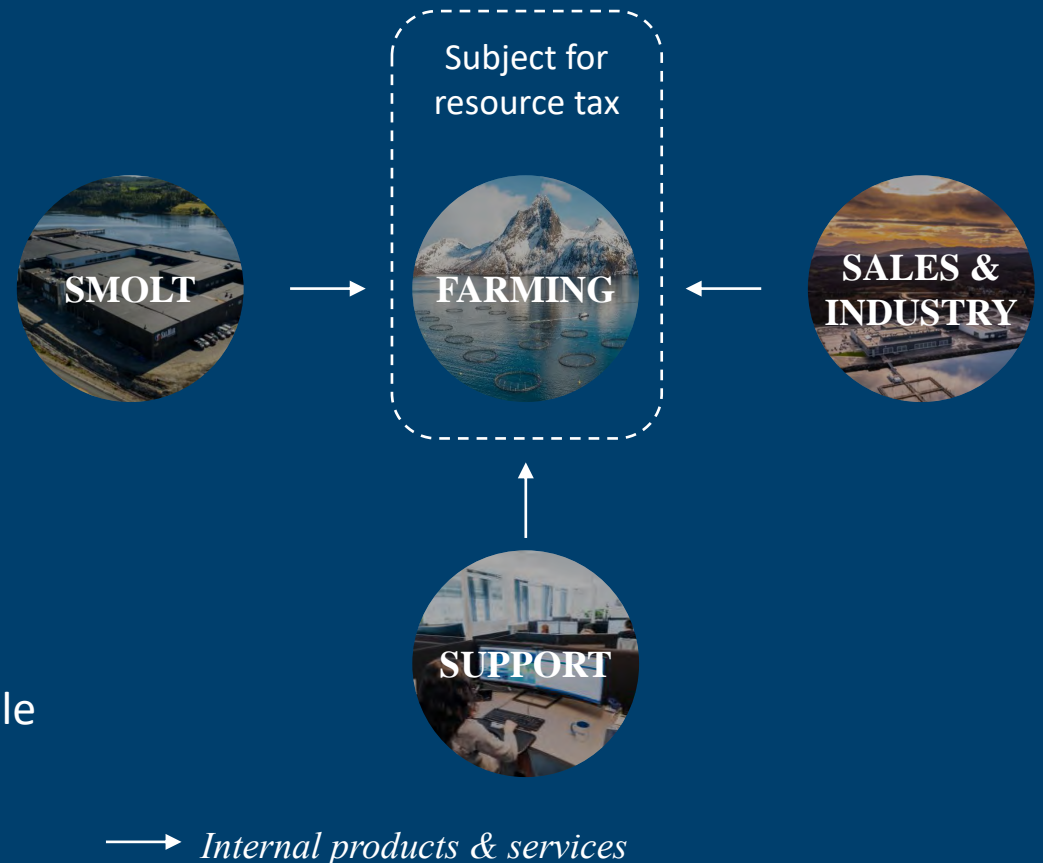 Subject for
resource tax
SMOLT
FARMING
SALES &
INDUSTRY
SUPPORT
le
Internal products & services